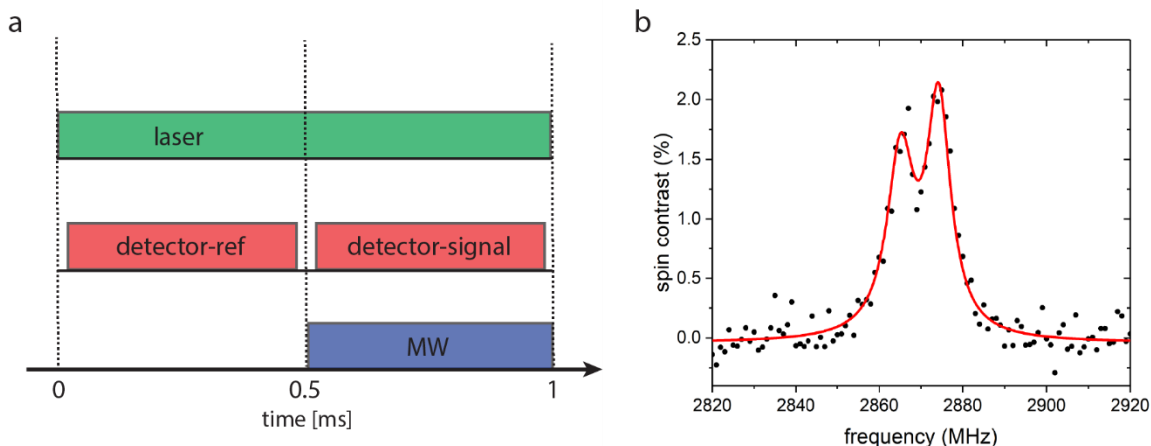 a
laser
detector-ref
detector-signal
MW
0
0.5
1
time [ms]
b
2.5
2.0
1.5
1.0
0.5
0.0
spin contrast (%)
2820
2840
2860
2880
2900
2920
frequency (MHz)